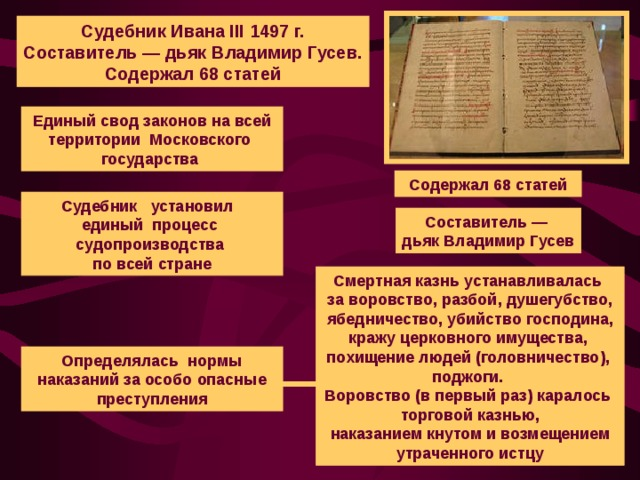 Судебник Ивана III 1497 г.
Составитель — дьяк Владимир Гусев.
Содержал 68 статей
Единый свод законов на всей
территории Московского
государства
Судебник установил
единый процесс
судопроизводства
по всей стране
Определялась нормы
наказаний за особо опасные
преступления
Содержал 68 статей
Составитель —
дьяк Владимир Гусев
Смертная казнь устанавливалась
за воровство, разбой, душегубство,
ябедничество, убийство господина,
кражу церковного имущества,
похищение людей (головничество),
поджоги.
Воровство (в первый раз) каралось
торговой казнью,
наказанием кнутом и возмещением
утраченного истцу